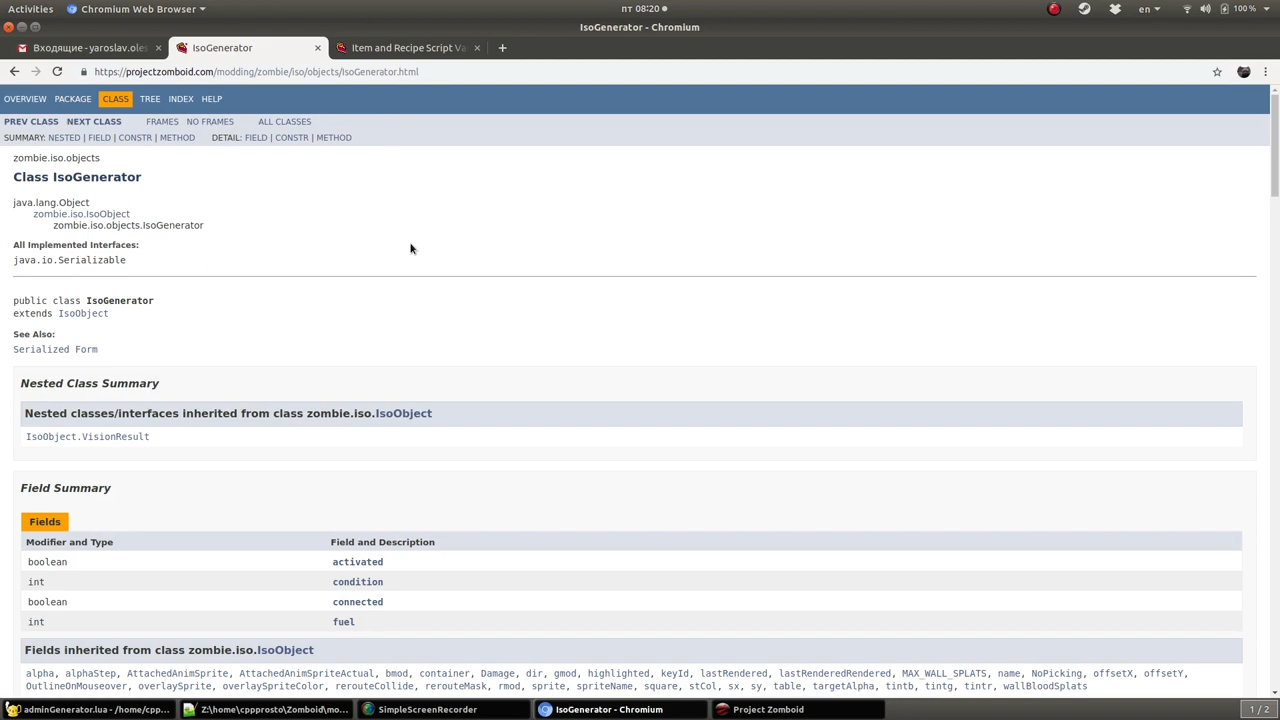 Activities Chromium Web Browser пт 08:20 en 100 %
IsoGenerator - Chromium
Входящие - yaroslav.oles IsoGenerator Item and Recipe Script Va
https://projectzomboid.com/modding/zombie/iso/objects/IsoGenerator.html
OVERVIEW PACKAGE CLASS TREE INDEX HELP
PREV CLASS NEXT CLASS FRAMES NO FRAMES ALL CLASSES
SUMMARY: NESTED | FIELD | CONSTR | METHOD DETAIL: FIELD | CONSTR | METHOD
zombie.iso.objects
Class IsoGenerator
java.lang.Object
zombie.iso.IsoObject
zombie.iso.objects.IsoGenerator
All Implemented Interfaces:
java.io.Serializable
public class IsoGenerator
extends IsoObject
See Also:
Serialized Form
Nested Class Summary
Nested classes/interfaces inherited from class zombie.iso.IsoObject
IsoObject.VisionResult
Field Summary
Fields
Modifier and Type Field and Description
boolean activated
int condition
boolean connected
int fuel
Fields inherited from class zombie.iso.IsoObject
alpha, alphaStep, AttachedAnimSprite, AttachedAnimSpriteActual, bmod, container, Damage, dir, gmod, highlighted, keyId, lastRendered, lastRenderedRendered, MAX_WALL_SPLATS, name, NoPicking, offsetX, offsetY,
OutlineOnMouseover, overlaySprite, overlaySpriteColor, rerouteCollide, rerouteMask, rmod, sprite, spriteName, square, stCol, sx, sy, table, targetAlpha, tintb, tintg, tintr, wallBloodSplats
adminGenerator.lua - /home/cpp... Z:\home\cppprosto\Zomboid\mo... SimpleScreenRecorder IsoGenerator - Chromium Project Zomboid 1 / 2